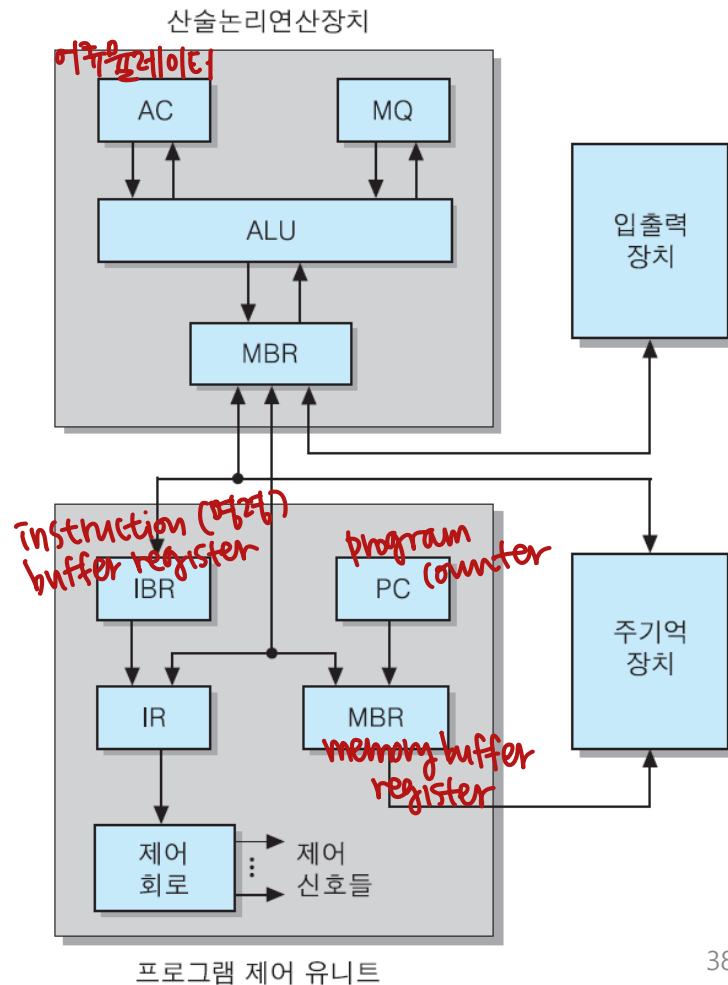 산술논리연산장치
어큐뮬레이터
AC
MQ
ALU
입출력
장치
MBR
instruction (명령)
buffer register
program
counter
IBR
PC
주기억
장치
IR
MBR
memory buffer
register
제어
회로
⋮
제어
신호들
프로그램 제어 유니트
38